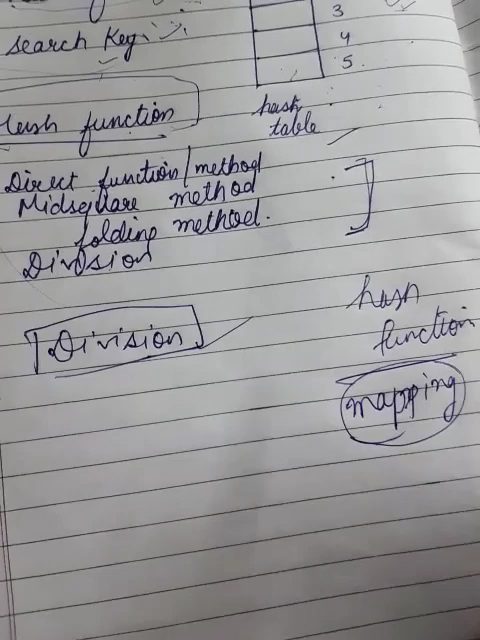 3
search Key
4
5.
Hash function
hash
table
Direct function/method
Midsquare method
folding method.
Division
Division
hash
function
mapping